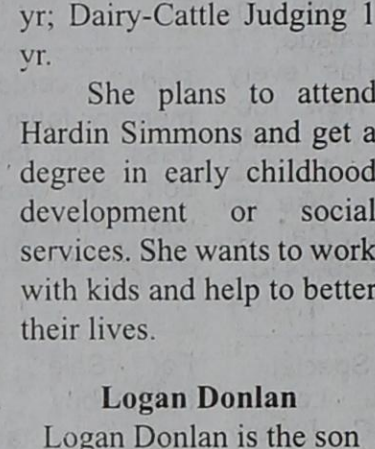 yr; Dairy-Cattle Judging 1
yr.
She plans to attend
Hardin Simmons and get a
degree in early childhood
development or social
services. She wants to work
with kids and help to better
their lives.
Logan Donlan
Logan Donlan is the son